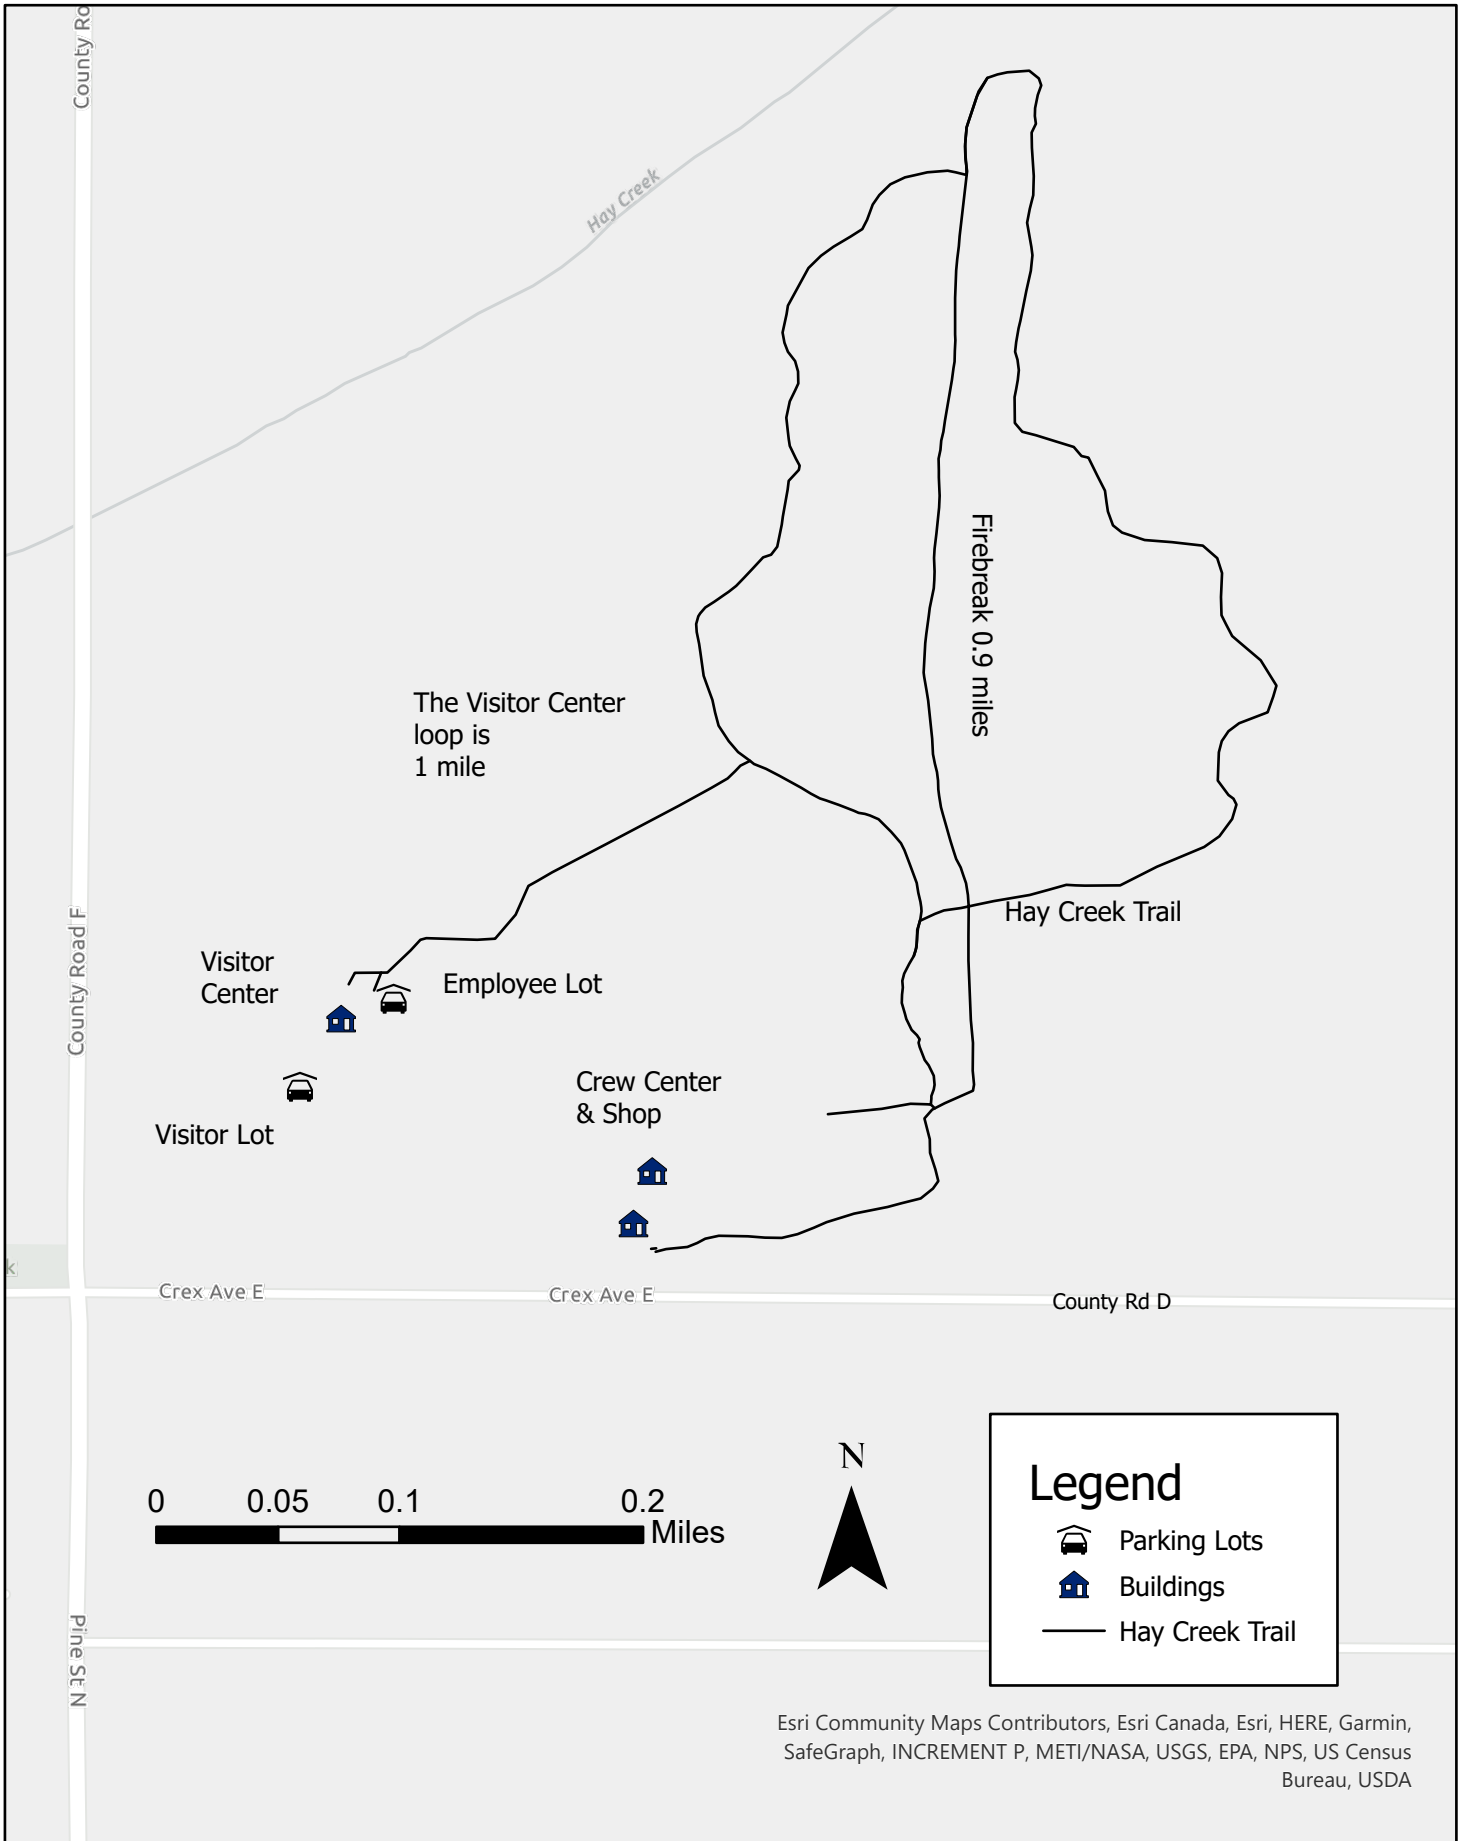 County Ro
Hay Creek
Firebreak 0.9 miles
The Visitor Center
loop is
1 mile
Hay Creek Trail
County Road F
Visitor
Center
Employee Lot
Crew Center
& Shop
Visitor Lot
k
Crex Ave E
Crex Ave E
County Rd D
N
0 0.05 0.1 0.2
Miles
Legend
Parking Lots
Buildings
Hay Creek Trail
Pine St N
Esri Community Maps Contributors, Esri Canada, Esri, HERE, Garmin,
SafeGraph, INCREMENT P, METI/NASA, USGS, EPA, NPS, US Census
Bureau, USDA